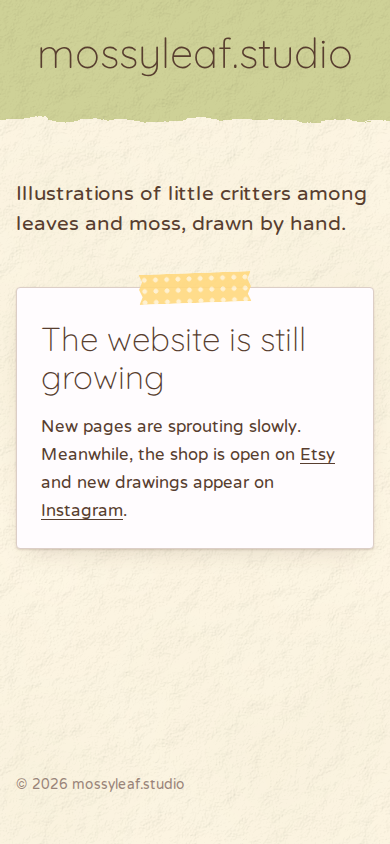 mossyleaf.studio
Illustrations of little critters among
leaves and moss, drawn by hand.
The website is still
growing
New pages are sprouting slowly.
Meanwhile, the shop is open on Etsy
and new drawings appear on
Instagram.
© 2026 mossyleaf.studio